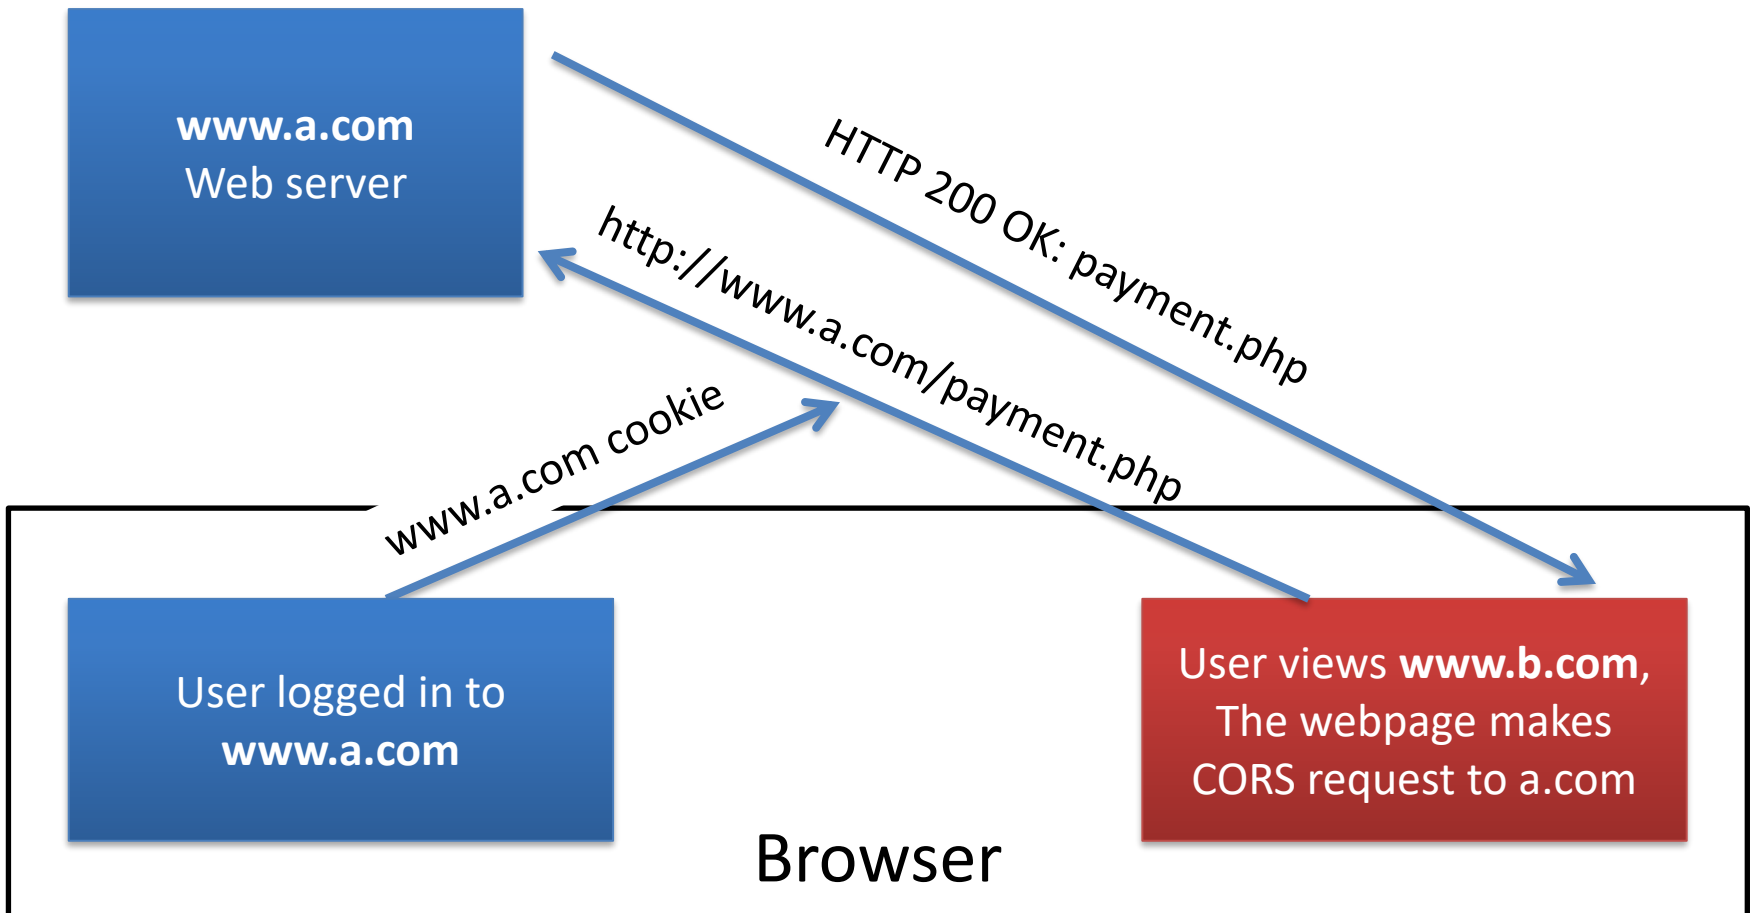 www.a.com
Web server
HTTP 200 OK: payment.php
http://www.a.com/payment.php
www.a.com cookie
User logged in to
www.a.com
User views www.b.com,
The webpage makes
CORS request to a.com
Browser